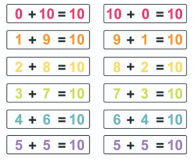 0 + 10 = 10
10 + 0 = 10
1 + 9 = 10
9 + 1 = 10
2 + 8 = 10
8 + 2 = 10
3 + 7 = 10
7 + 3 = 10
4 + 6 = 10
6 + 4 = 10
5 + 5 = 10
5 + 5 = 10